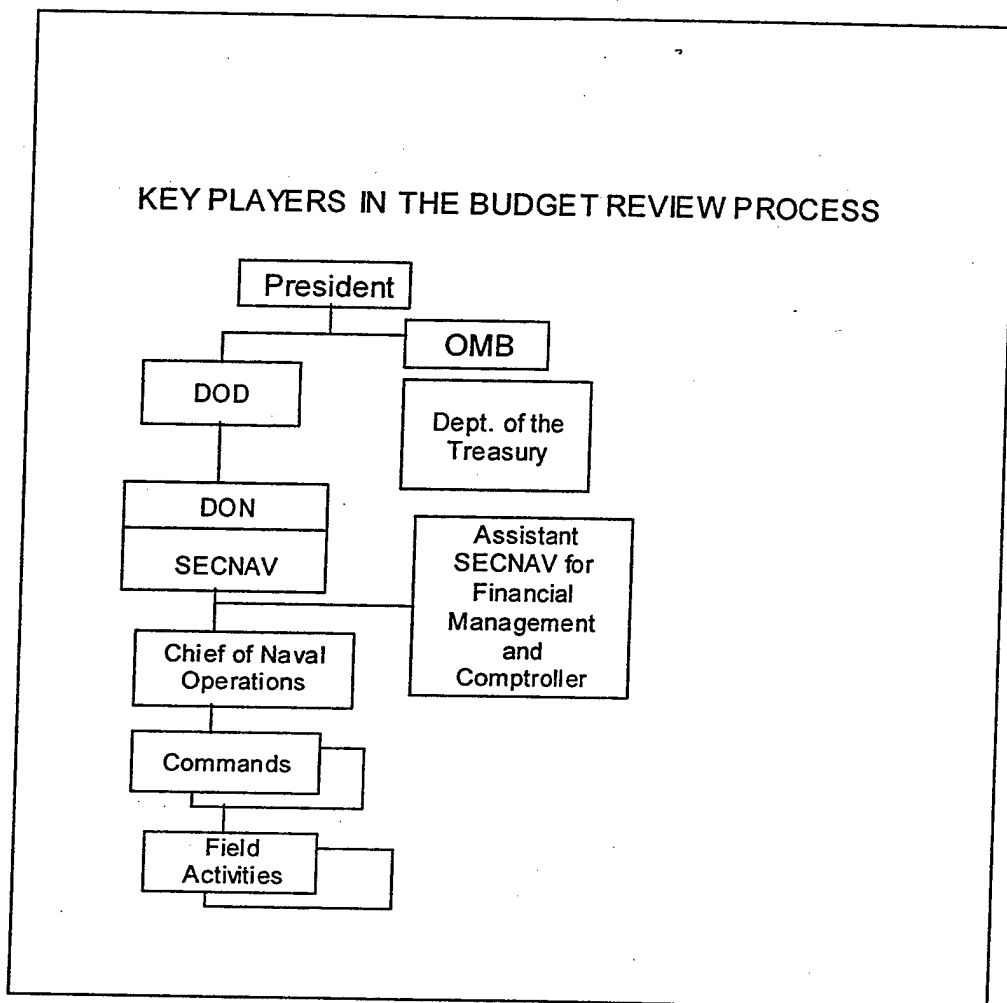 KEY PLAYERS IN THE BUDGET REVIEW PROCESS
President
OMB
DOD
Dept. of the
Treasury
DON
SECNAV
Assistant
SECNAV for
Financial
Management
and
Comptroller
Chief of Naval
Operations
Commands
Field
Activities